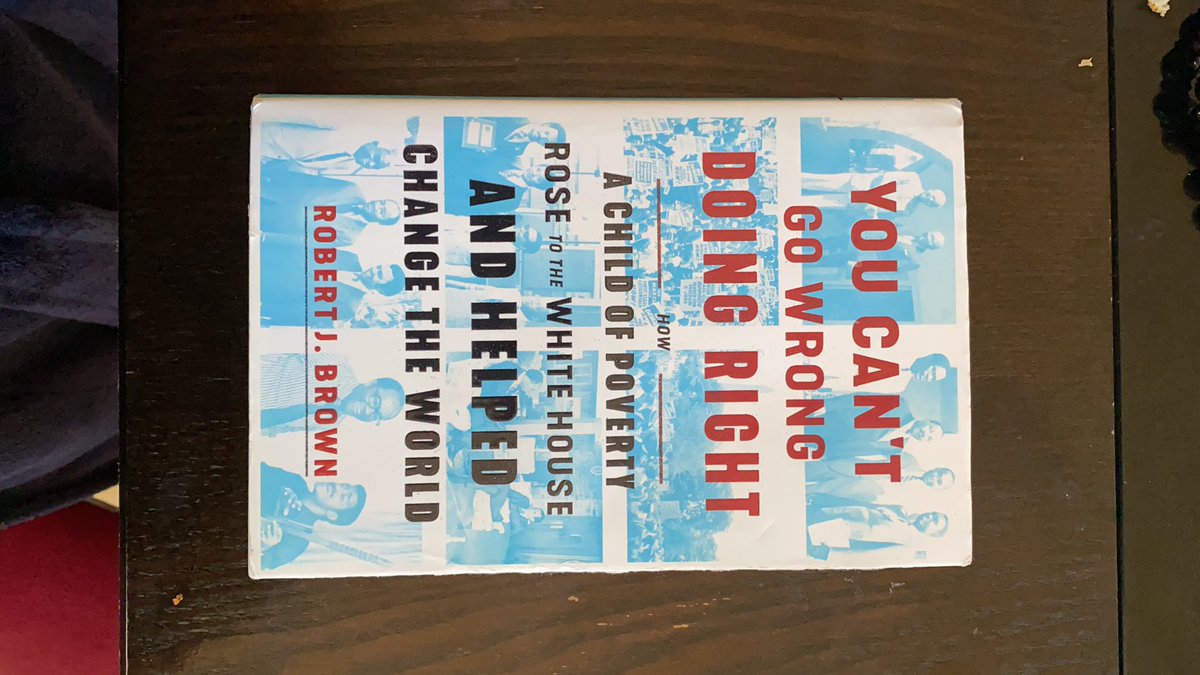 YOU CAN'T
GO WRONG
DOING RIGHT
HOW
A CHILD OF POVERTY
ROSE TO THE WHITE HOUSE
AND HELPED
CHANGE THE WORLD
ROBERT J. BROWN